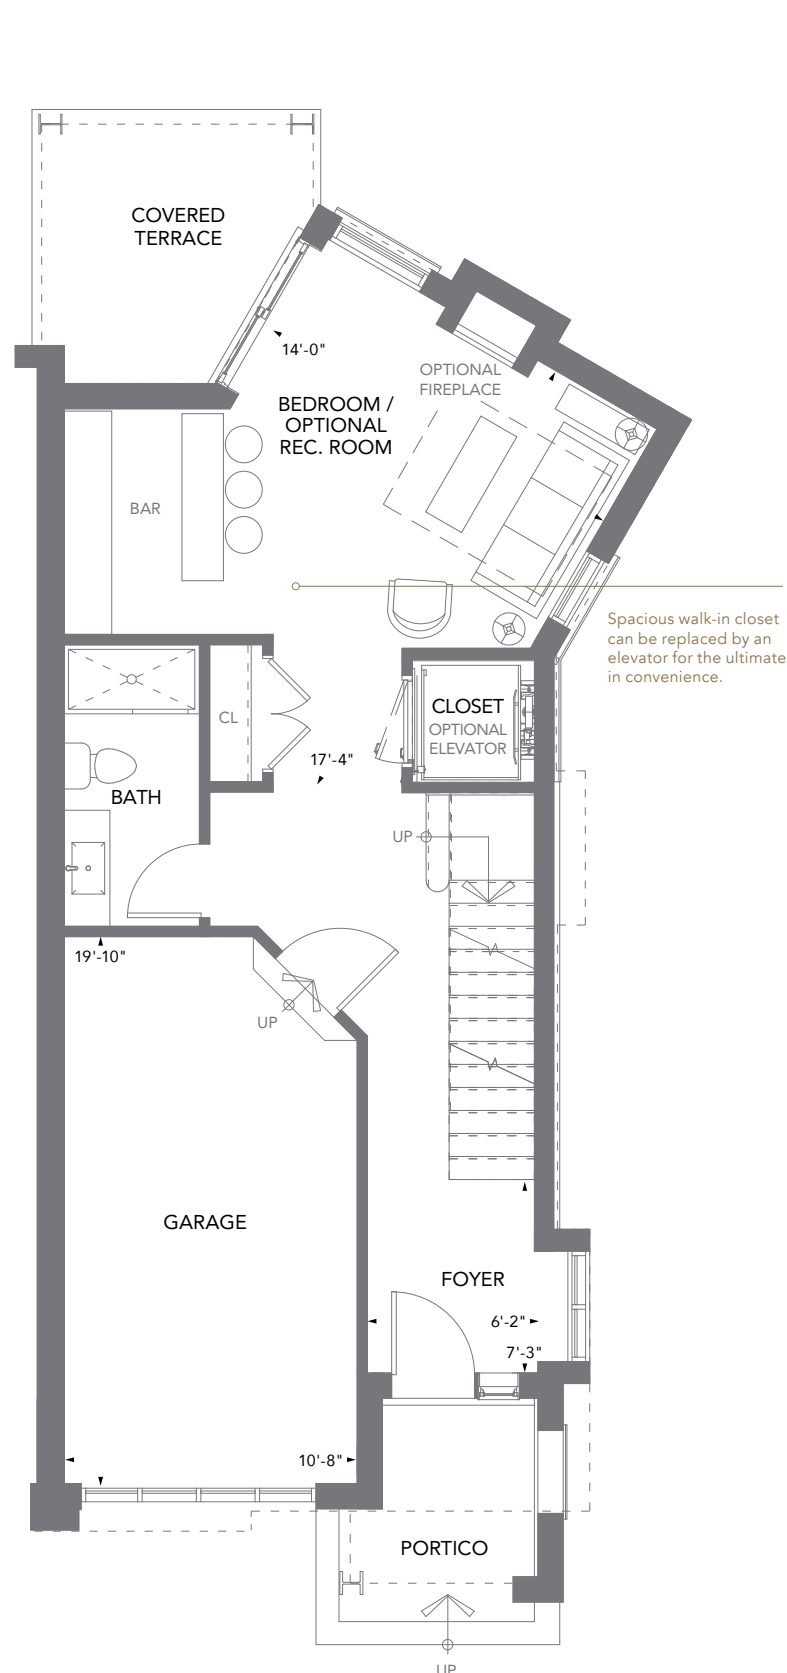 COVERED
TERRACE
14'-0"
OPTIONAL
FIREPLACE
BEDROOM /
OPTIONAL
REC. ROOM
BAR
Spacious walk-in closet
can be replaced by an
elevator for the ultimate
in convenience.
CLOSET
OPTIONAL
ELEVATOR
CL
17'-4"
BATH
UP
19'-10"
UP
GARAGE
FOYER
6'-2"
7'-3"
10'-8"
PORTICO
UP